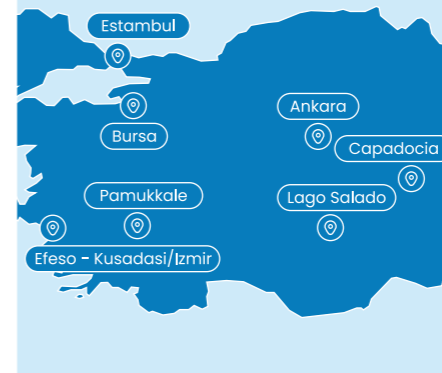 Estambul
Bursa
Ankara
Capadocia
Pamukkale
Lago Salado
Efeso - Kusadasi/Izmir